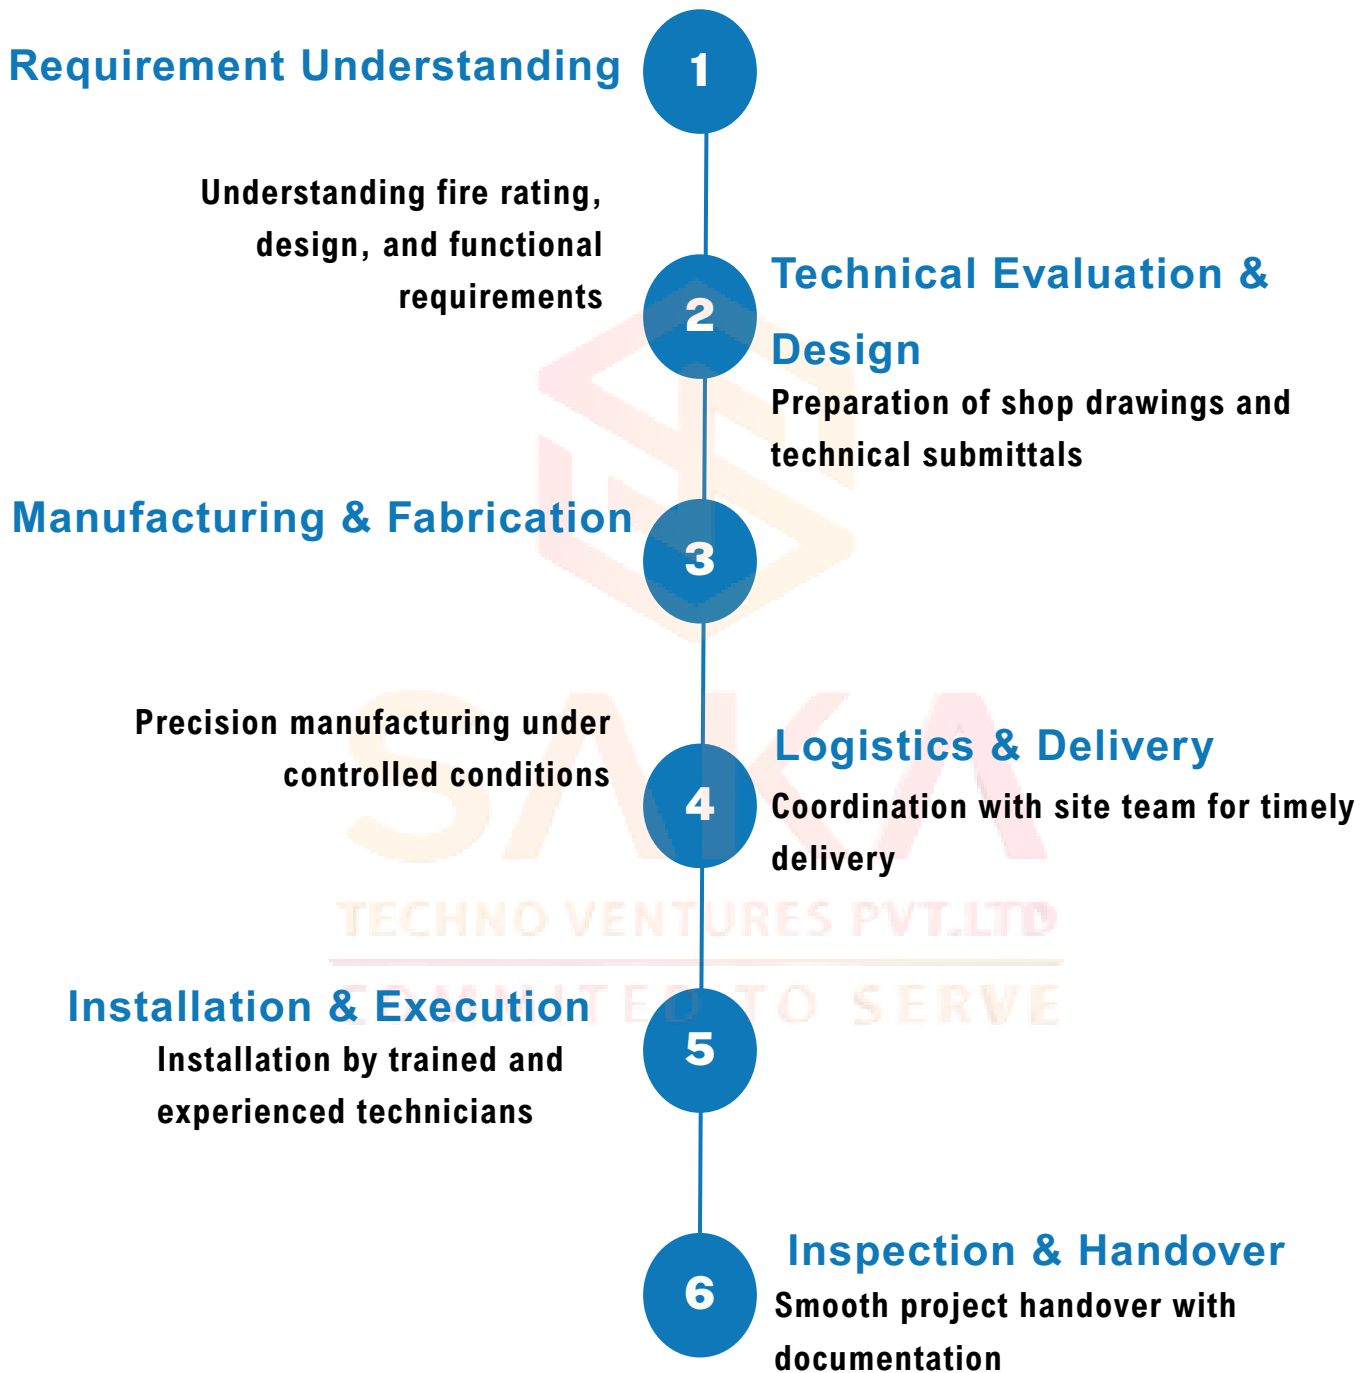 1
Requirement Understanding
Understanding fire rating,
design, and functional
requirements
2
Technical Evaluation &
Design
Preparation of shop drawings and
technical submittals
3
Manufacturing & Fabrication
Precision manufacturing under
controlled conditions
4
Logistics & Delivery
Coordination with site team for timely
delivery
5
Installation & Execution
Installation by trained and
experienced technicians
6
Inspection & Handover
Smooth project handover with
documentation
SAKA
TECHNO VENTURES PVT.LTD
COMMITED TO SERVE